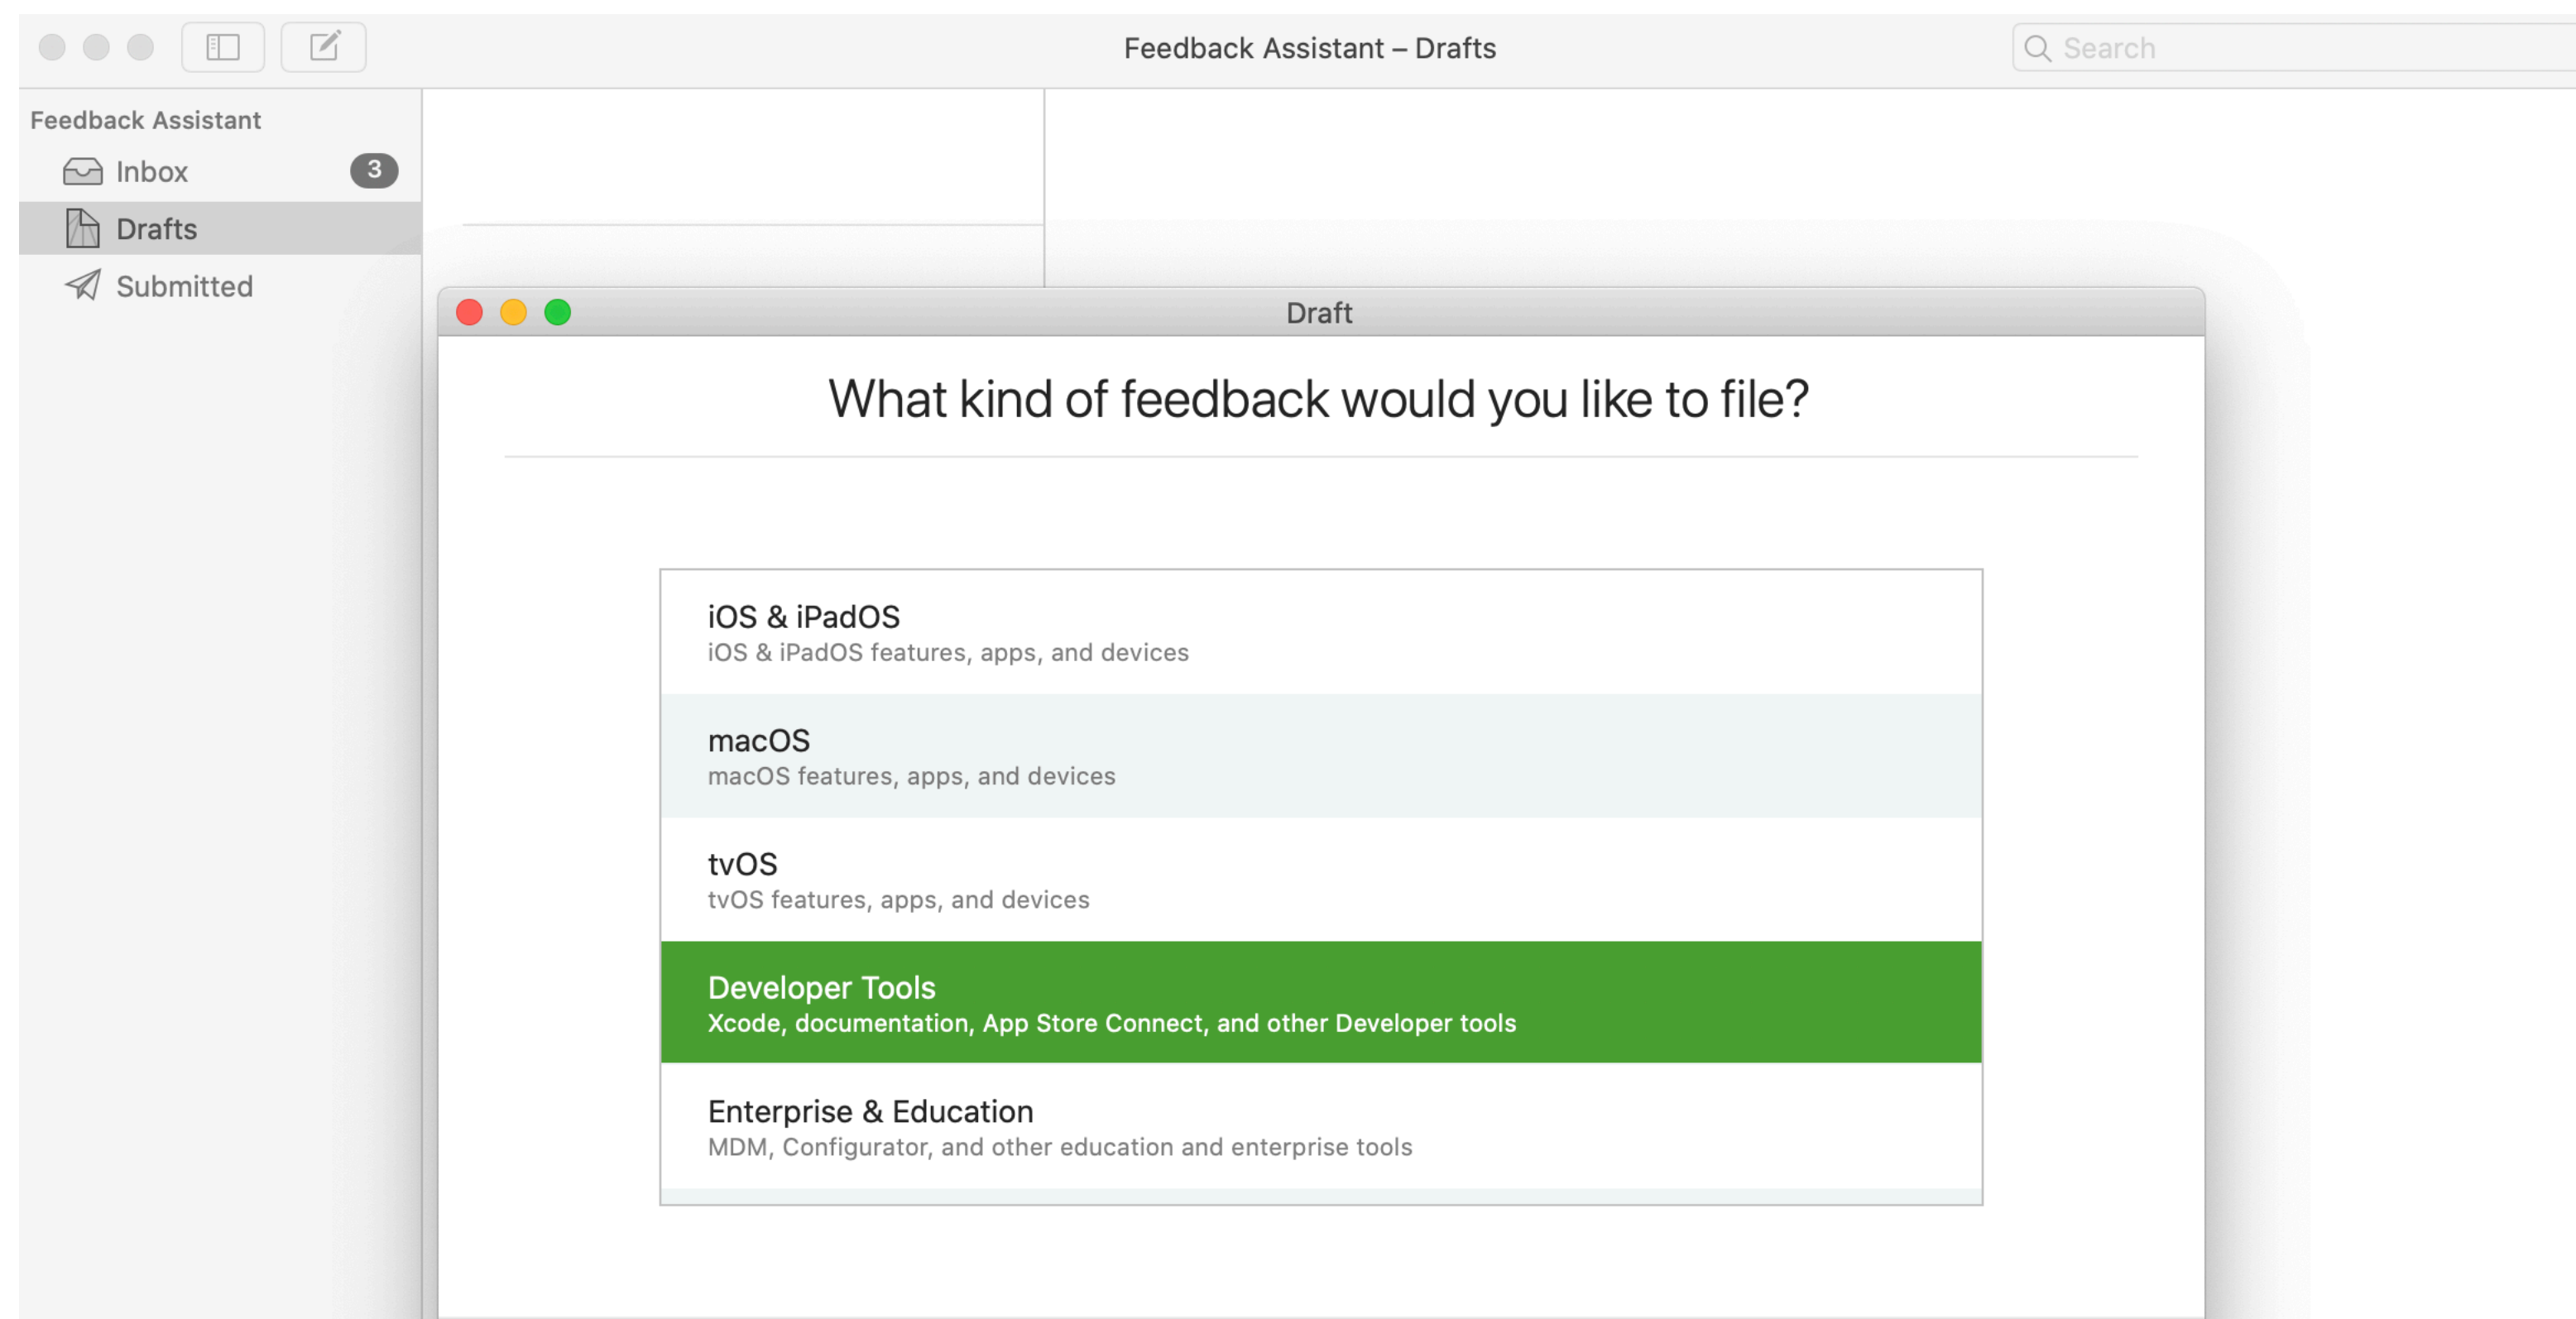 Feedback Assistant – Drafts
Search
Feedback Assistant
Inbox 3
Drafts
Submitted
Draft
What kind of feedback would you like to file?
iOS & iPadOS
iOS & iPadOS features, apps, and devices
macOS
macOS features, apps, and devices
tvOS
tvOS features, apps, and devices
Developer Tools
Xcode, documentation, App Store Connect, and other Developer tools
Enterprise & Education
MDM, Configurator, and other education and enterprise tools